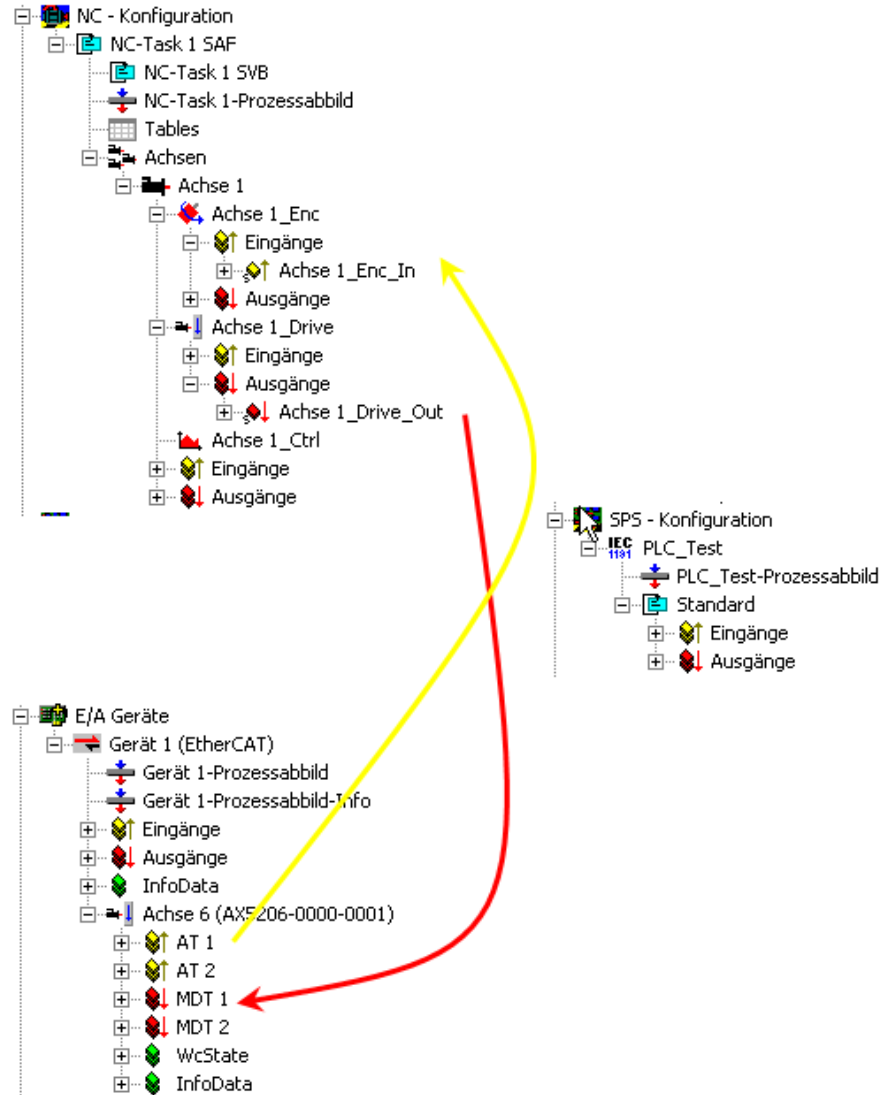 NC - Konfiguration
NC-Task 1 SAF
NC-Task 1 SVB
NC-Task 1-Prozessabbild
Tables
Achsen
Achse 1
Achse 1_Enc
Eingänge
Achse 1_Enc_In
Ausgänge
Achse 1_Drive
Eingänge
Ausgänge
Achse 1_Drive_Out
Achse 1_Ctrl
Eingänge
Ausgänge
SPS - Konfiguration
IEC
1131
PLC_Test
PLC_Test-Prozessabbild
Standard
Eingänge
Ausgänge
E/A Geräte
Gerät 1 (EtherCAT)
Gerät 1-Prozessabbild
Gerät 1-Prozessabbild-Info
Eingänge
Ausgänge
InfoData
Achse 6 (AX5206-0000-0001)
AT 1
AT 2
MDT 1
MDT 2
WcState
InfoData